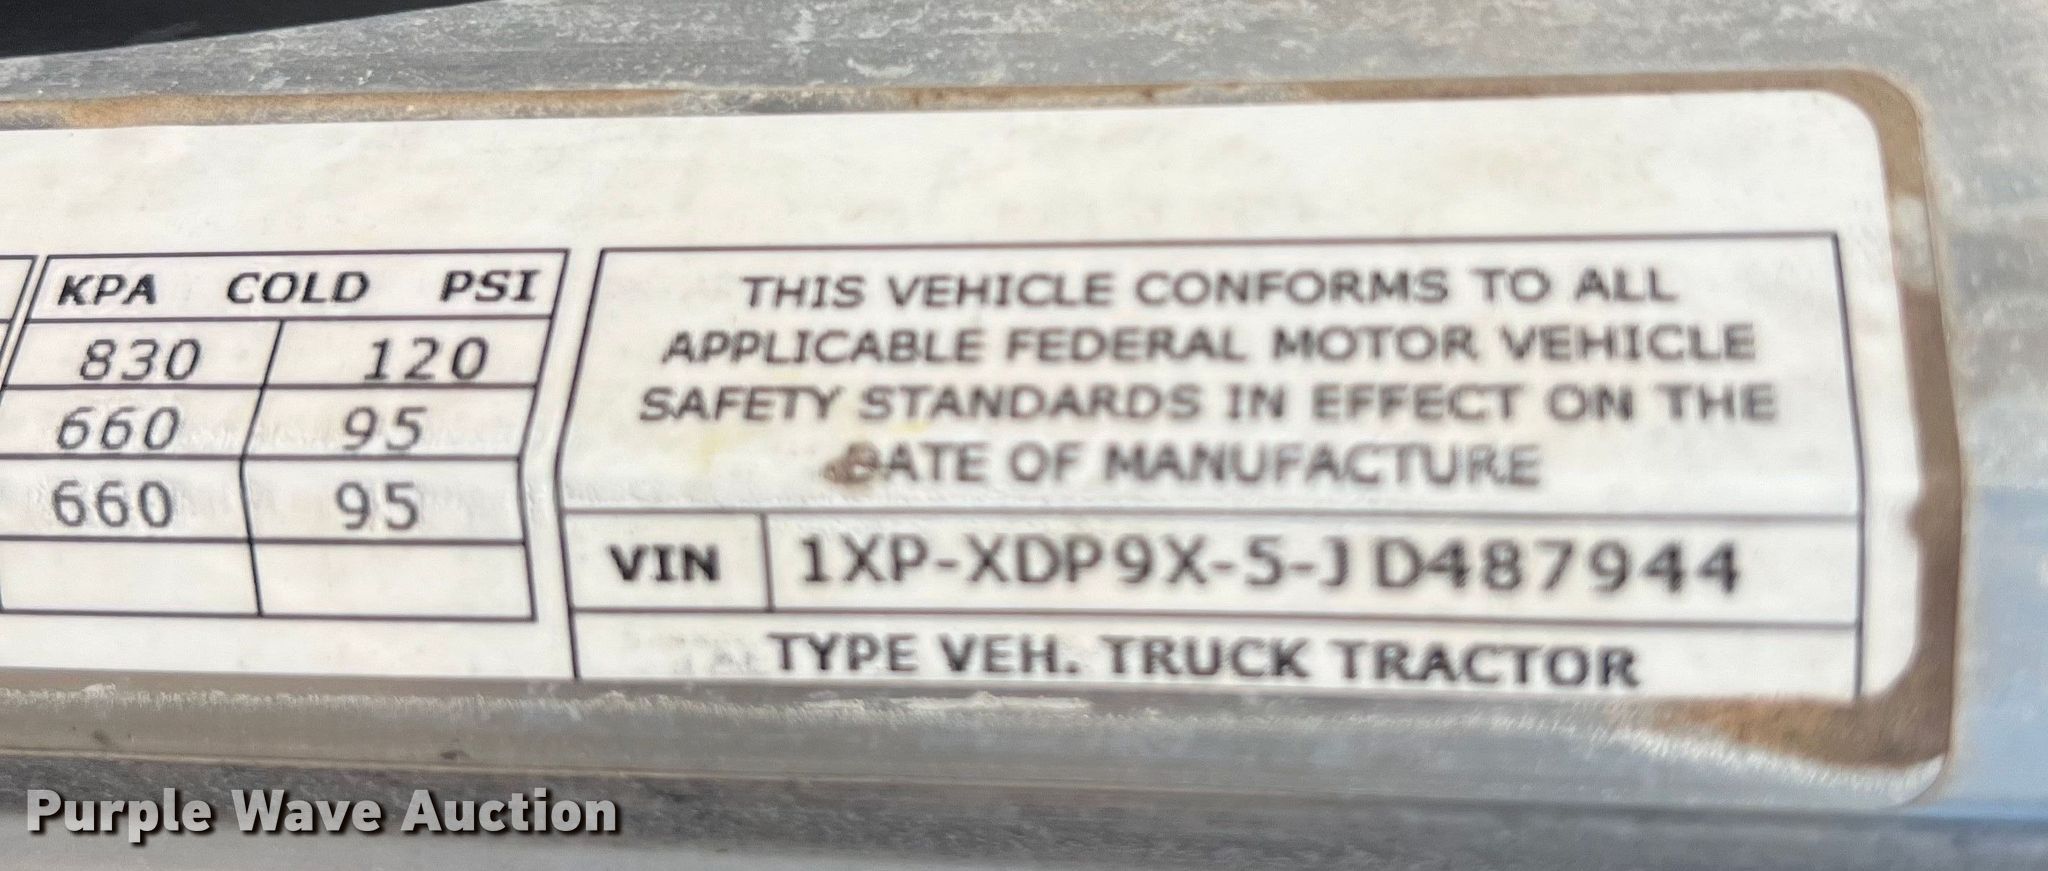 KPA COLD PSI
830 120
660 95
660 95
THIS VEHICLE CONFORMS TO ALL
APPLICABLE FEDERAL MOTOR VEHICLE
SAFETY STANDARDS IN EFFECT ON THE
DATE OF MANUFACTURE
VIN 1XP-XDP9X-5-JD487944
TYPE VEH. TRUCK TRACTOR
Purple Wave Auction